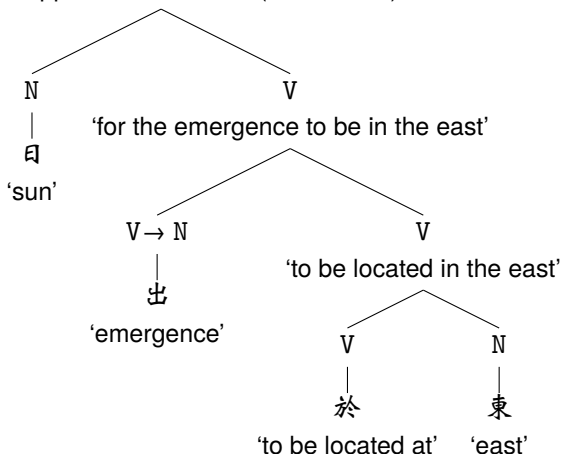 N V
日 ‘for the emergence to be in the east’
‘sun’
V→ N V
出 ‘to be located in the east’
‘emergence’
V N
於 東
‘to be located at’ ‘east’